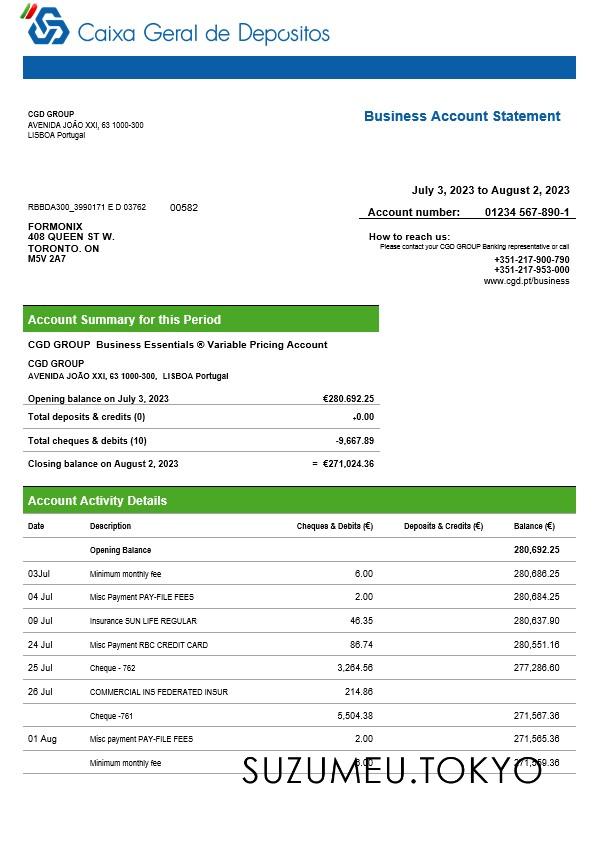 Caixa Geral de Depósitos
CGD GROUP
AVENIDA JOÃO XXI, 63 1000-300
LISBOA Portugal
Business Account Statement
July 3, 2023 to August 2, 2023
RBBDA300_3990171 E D 03762 00582
Account number: 01234 567-890-1
FORMONIX
408 QUEEN ST W.
TORONTO. ON
M5V 2A7
How to reach us:
Please contact your CGD GROUP Banking representative or call
+351-217-900-790
+351-217-953-000
www.cgd.pt/business
Account Summary for this Period
CGD GROUP Business Essentials ® Variable Pricing Account
CGD GROUP
AVENIDA JOÃO XXI, 63 1000-300, LISBOA Portugal
Opening balance on July 3, 2023 €280.692.25
Total deposits & credits (0) +0.00
Total cheques & debits (10) -9,667.89
Closing balance on August 2, 2023 = €271,024.36
Account Activity Details
Date Description Cheques & Debits (€) Deposits & Credits (€) Balance (€)
Opening Balance 280,692.25
03Jul Minimum monthly fee 6.00 280,686.25
04 Jul Misc Payment PAY-FILE FEES 2.00 280,684.25
09 Jul Insurance SUN LIFE REGULAR 46.35 280,637.90
24 Jul Misc Payment RBC CREDIT CARD 86.74 280,551.16
25 Jul Cheque - 762 3,264.56 277,286.60
26 Jul COMMERCIAL INS FEDERATED INSUR 214.86
Cheque -761 5,504.38 271,567.36
01 Aug Misc payment PAY-FILE FEES 2.00 271,565.36
Minimum monthly fee 6.00 271,559.36
SUZUMEU.TOKYO